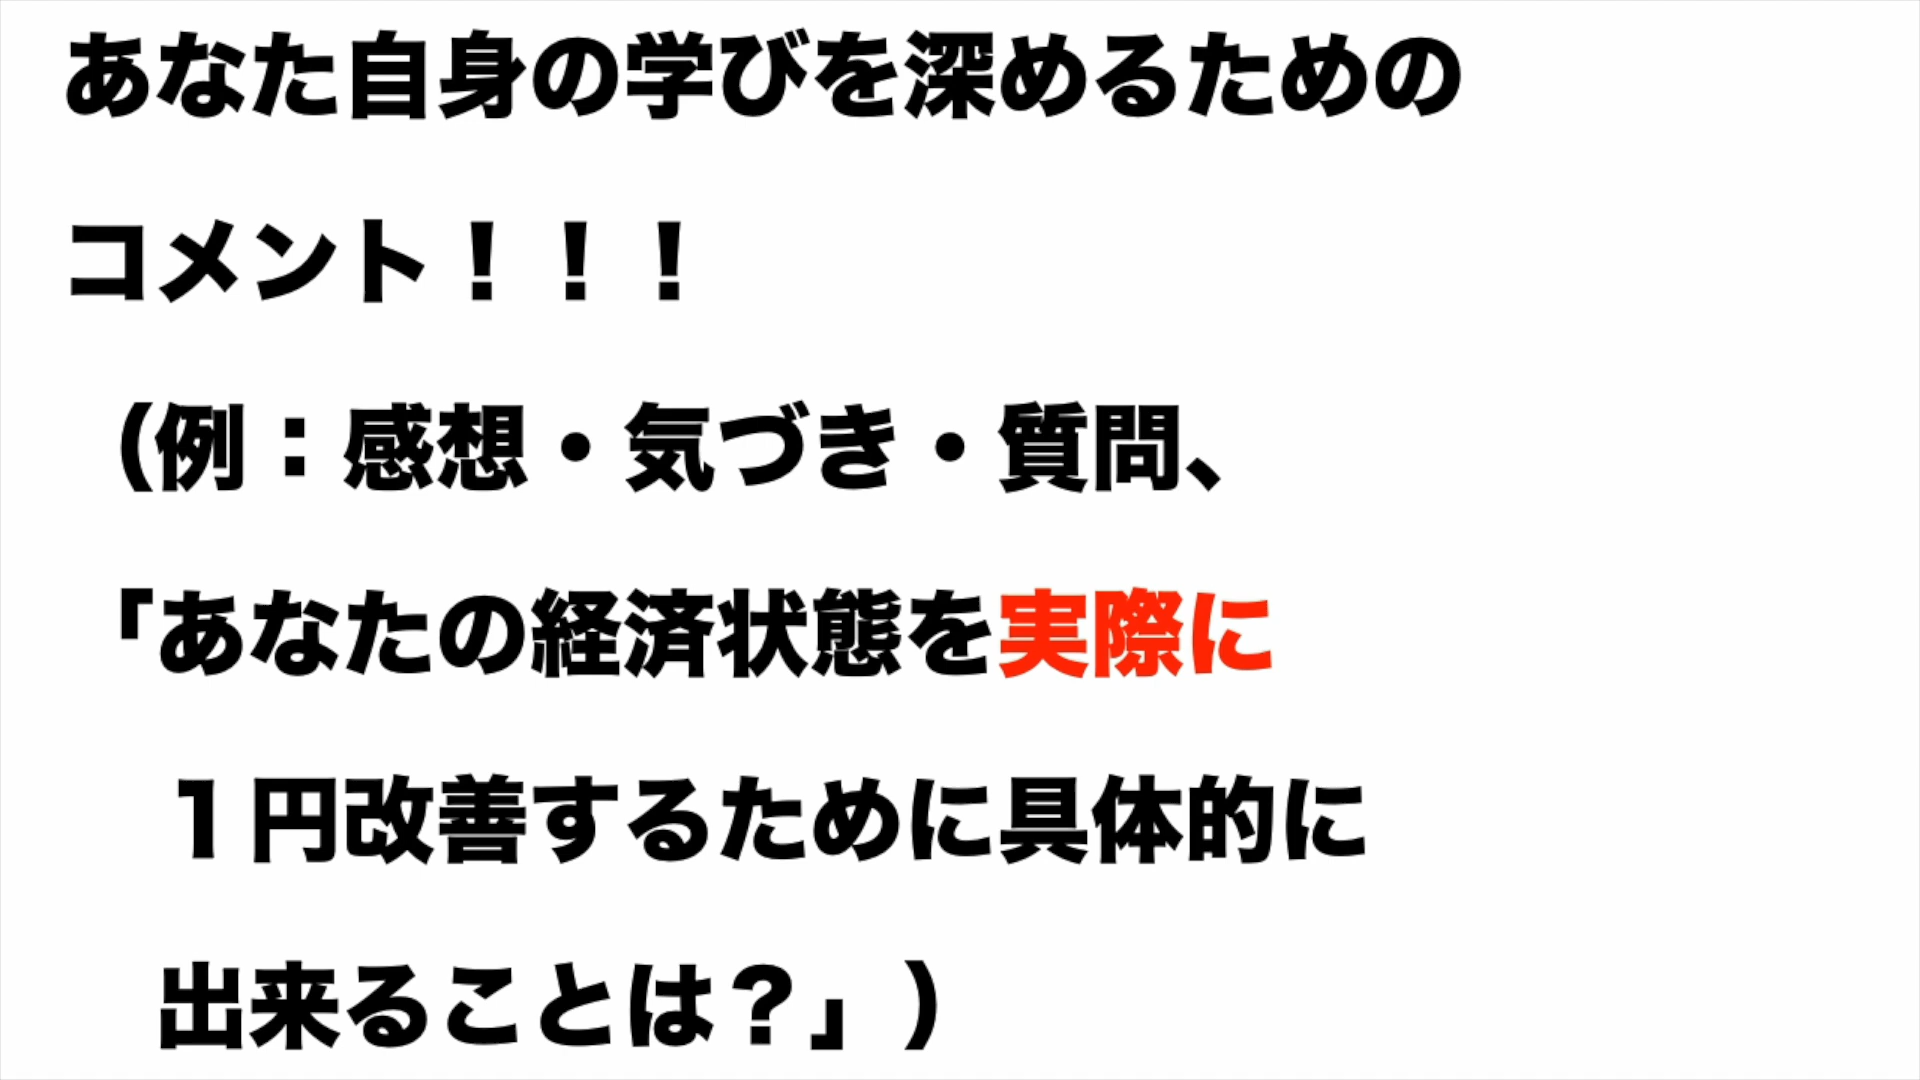 あなた自身の学びを深めるための
コメント！！！
（例：感想・気づき・質問、
「あなたの経済状態を実際に
１円改善するために具体的に
出来ることは？」）